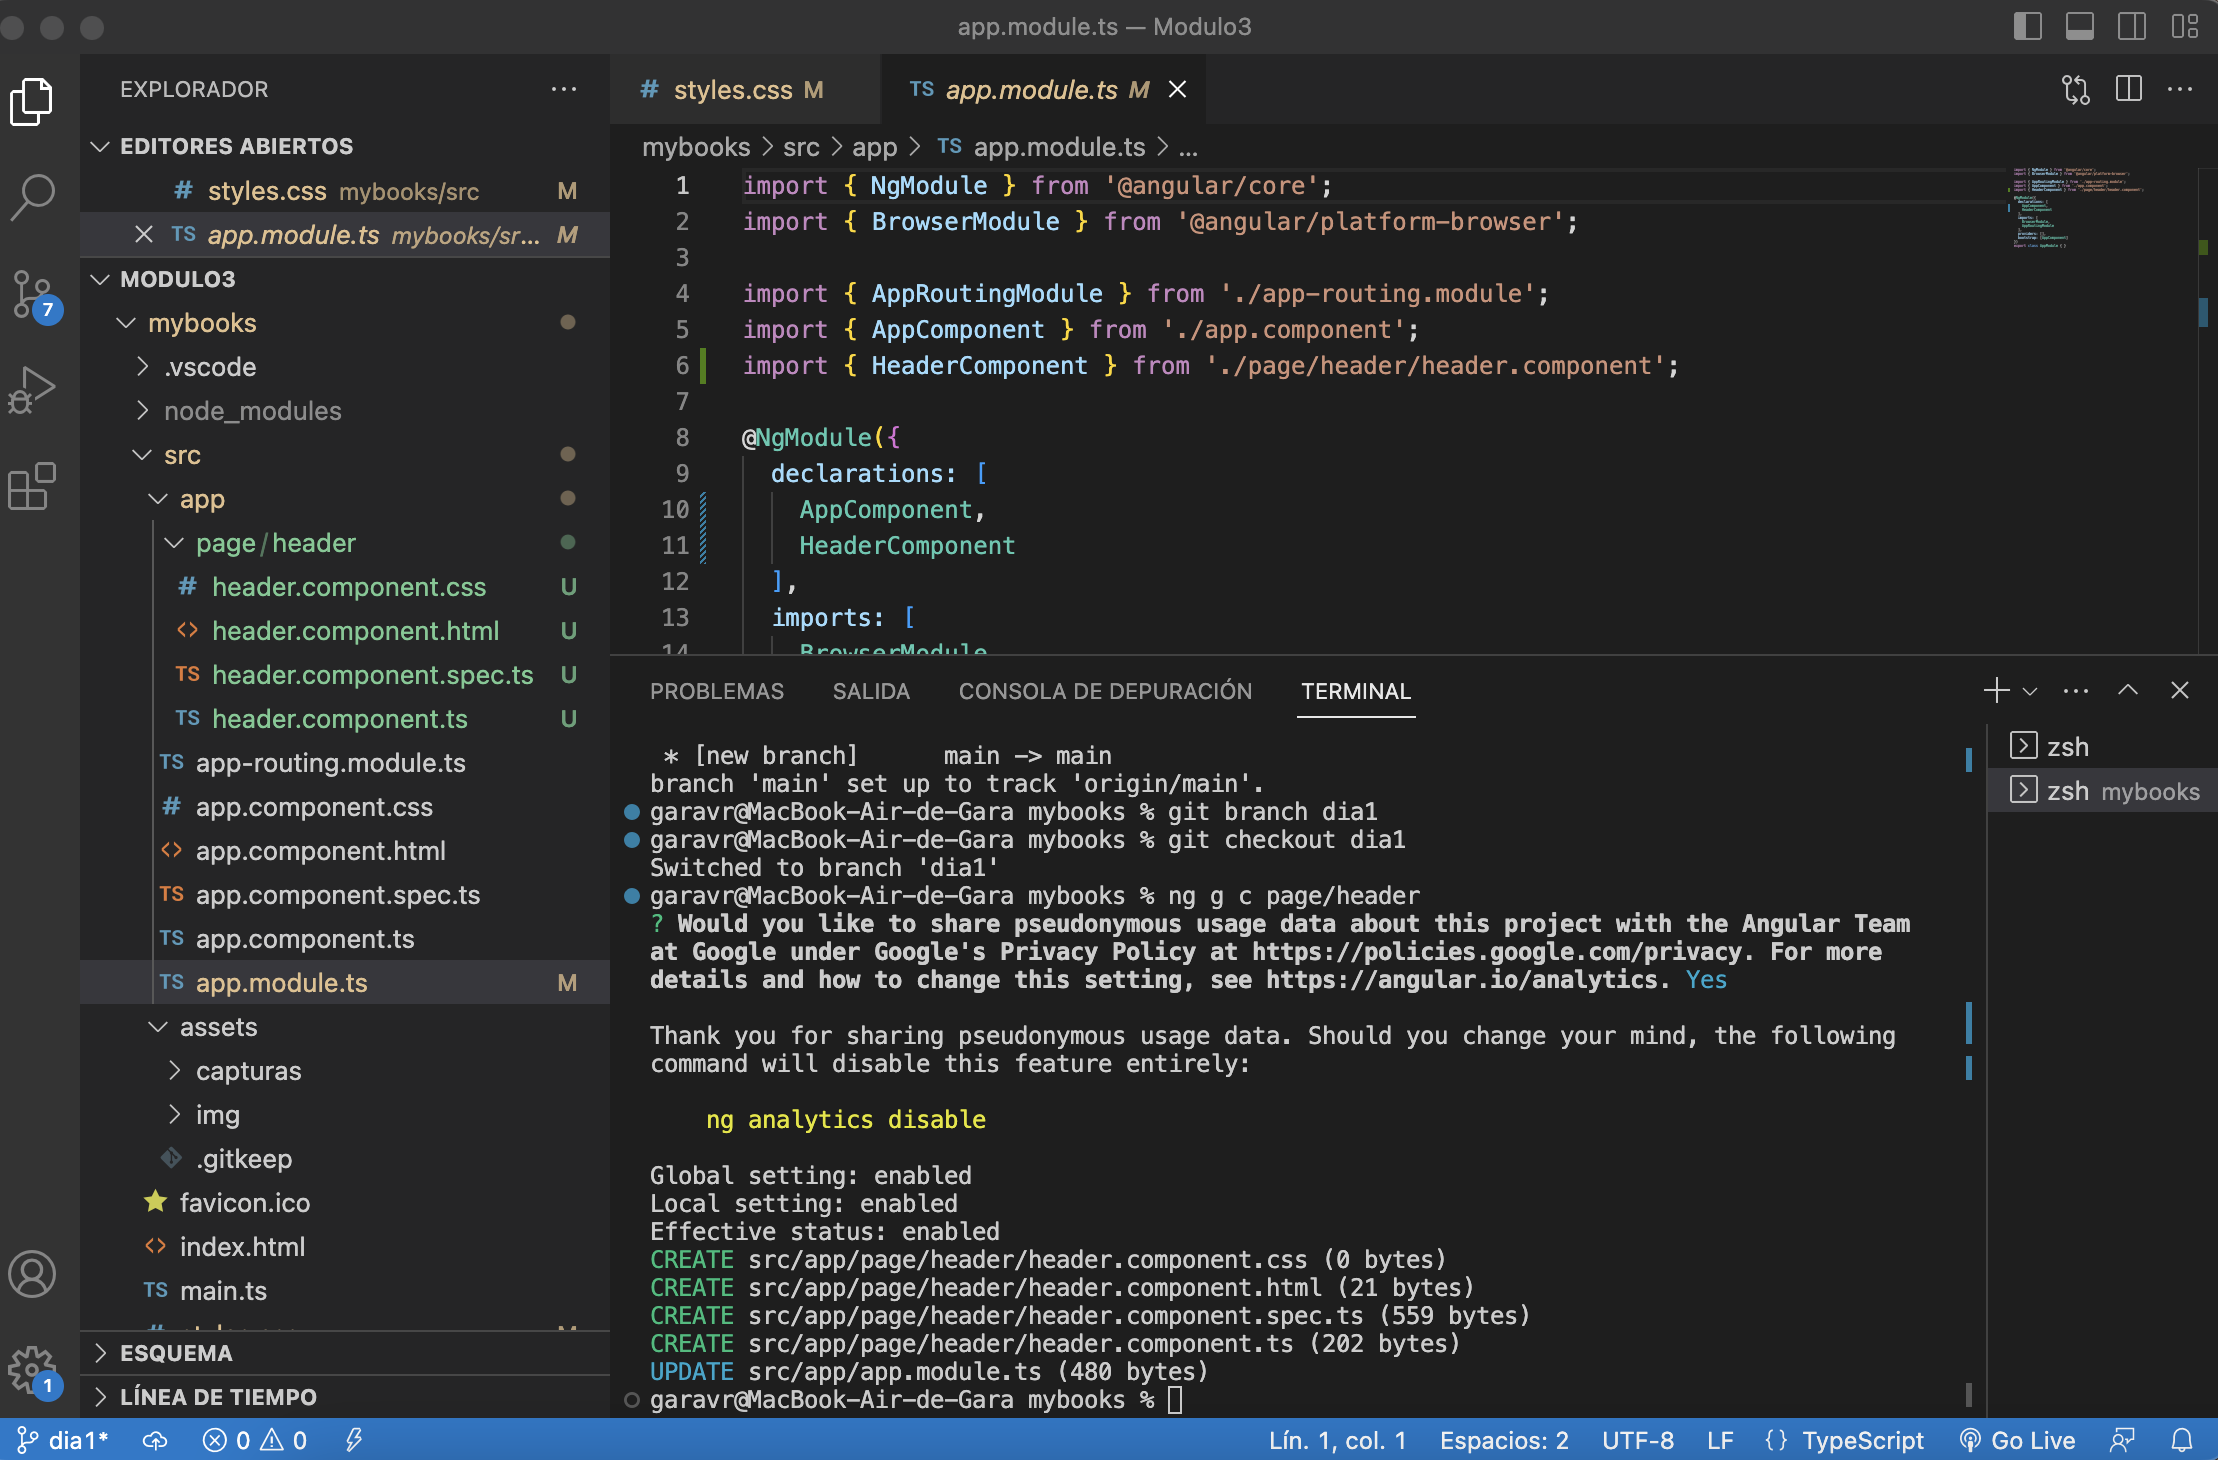 app.module.ts — Modulo3
EXPLORADOR
EDITORES ABIERTOS
# styles.css mybooks/src M
TS app.module.ts mybooks/sr... M
MODULO3
mybooks
.vscode
node_modules
src
app
page/header
# header.component.css U
<> header.component.html U
TS header.component.spec.ts U
TS header.component.ts U
TS app-routing.module.ts
# app.component.css
<> app.component.html
TS app.component.spec.ts
TS app.component.ts
TS app.module.ts M
assets
capturas
img
.gitkeep
favicon.ico
<> index.html
TS main.ts
ESQUEMA
LÍNEA DE TIEMPO
7
1
# styles.css M
TS app.module.ts M
mybooks > src > app > TS app.module.ts > ...
1 import { NgModule } from '@angular/core';
2 import { BrowserModule } from '@angular/platform-browser';
3
4 import { AppRoutingModule } from './app-routing.module';
5 import { AppComponent } from './app.component';
6 import { HeaderComponent } from './page/header/header.component';
7
8 @NgModule({
9 declarations: [
10 AppComponent,
11 HeaderComponent
12 ],
13 imports: [
14 BrowserModule
PROBLEMAS SALIDA CONSOLA DE DEPURACIÓN TERMINAL
* [new branch] main -> main
branch 'main' set up to track 'origin/main'.
garavr@MacBook-Air-de-Gara mybooks % git branch dia1
garavr@MacBook-Air-de-Gara mybooks % git checkout dia1
Switched to branch 'dia1'
garavr@MacBook-Air-de-Gara mybooks % ng g c page/header
? Would you like to share pseudonymous usage data about this project with the Angular Team
at Google under Google's Privacy Policy at https://policies.google.com/privacy. For more
details and how to change this setting, see https://angular.io/analytics. Yes
Thank you for sharing pseudonymous usage data. Should you change your mind, the following
command will disable this feature entirely:
ng analytics disable
Global setting: enabled
Local setting: enabled
Effective status: enabled
CREATE src/app/page/header/header.component.css (0 bytes)
CREATE src/app/page/header/header.component.html (21 bytes)
CREATE src/app/page/header/header.component.spec.ts (559 bytes)
CREATE src/app/page/header/header.component.ts (202 bytes)
UPDATE src/app/app.module.ts (480 bytes)
garavr@MacBook-Air-de-Gara mybooks %
zsh
zsh mybooks
dia1* 0 0 Lín. 1, col. 1 Espacios: 2 UTF-8 LF {} TypeScript Go Live